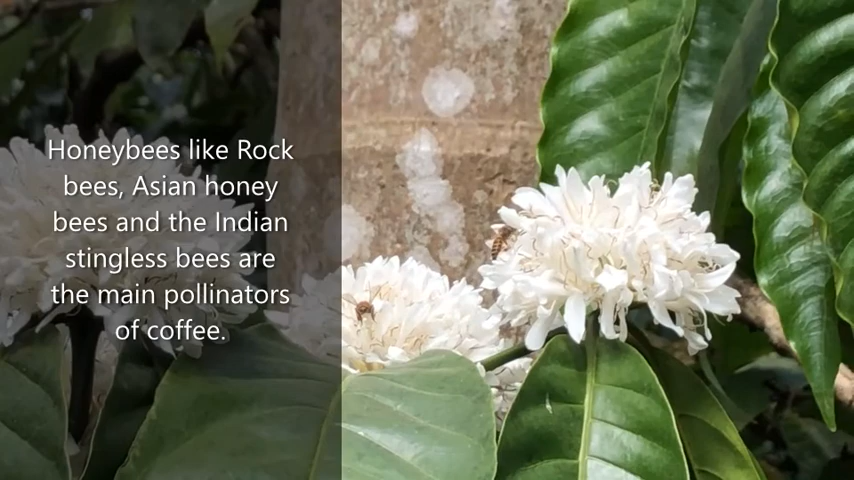 Honeybees like Rock
bees, Asian honey
bees and the Indian
stingless bees are
the main pollinators
of coffee.